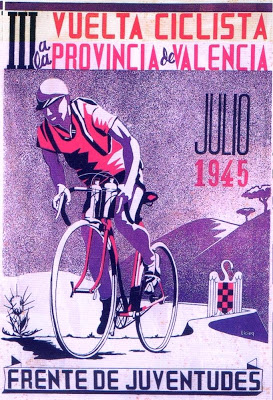 III VUELTA CICLISTA
a la PROVINCIA de VALENCIA
JULIO
1945
FRENTE DE JUVENTUDES